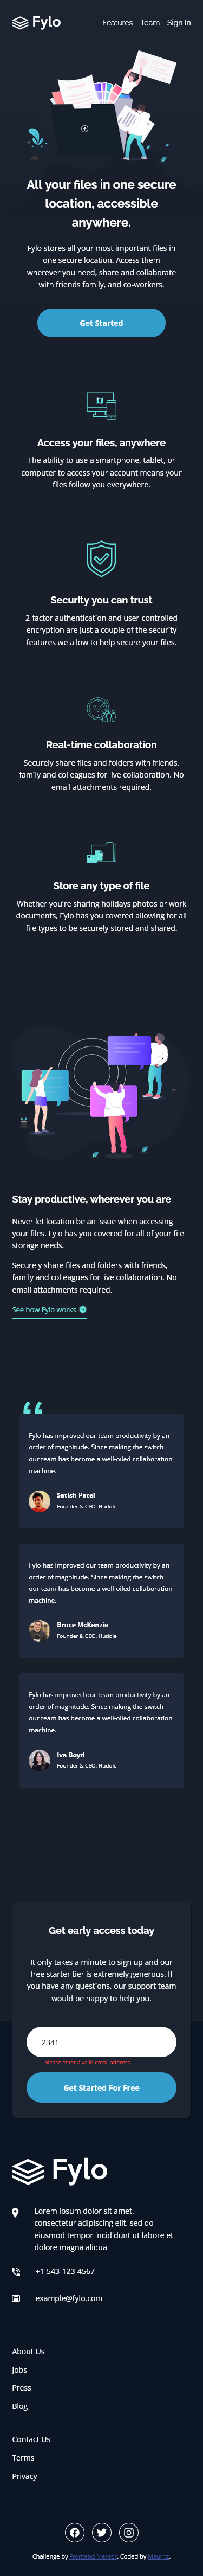 Fylo
Features Team Sign In
All your files in one secure
location, accessible
anywhere.
Fylo stores all your most important files in
one secure location. Access them
wherever you need, share and collaborate
with friends family, and co-workers.
Get Started
Access your files, anywhere
The ability to use a smartphone, tablet, or
computer to access your account means your
files follow you everywhere.
Security you can trust
2-factor authentication and user-controlled
encryption are just a couple of the security
features we allow to help secure your files.
Real-time collaboration
Securely share files and folders with friends,
family and colleagues for live collaboration. No
email attachments required.
Store any type of file
Whether you're sharing holidays photos or work
documents, Fylo has you covered allowing for all
file types to be securely stored and shared.
Stay productive, wherever you are
Never let location be an issue when accessing
your files. Fylo has you covered for all of your file
storage needs.
Securely share files and folders with friends,
family and colleagues for live collaboration. No
email attachments required.
See how Fylo works
Fylo has improved our team productivity by an
order of magnitude. Since making the switch
our team has become a well-oiled collaboration
machine.
Satish Patel
Founder & CEO, Huddle
Fylo has improved our team productivity by an
order of magnitude. Since making the switch
our team has become a well-oiled collaboration
machine.
Bruce McKenzie
Founder & CEO, Huddle
Fylo has improved our team productivity by an
order of magnitude. Since making the switch
our team has become a well-oiled collaboration
machine.
Iva Boyd
Founder & CEO, Huddle
Get early access today
It only takes a minute to sign up and our
free starter tier is extremely generous. If
you have any questions, our support team
would be happy to help you.
2341
please enter a valid email address
Get Started For Free
Fylo
Lorem ipsum dolor sit amet,
consectetur adipiscing elit, sed do
eiusmod tempor incididunt ut labore et
dolore magna aliqua
+1-543-123-4567
example@fylo.com
About Us
Jobs
Press
Blog
Contact Us
Terms
Privacy
Challenge by Frontend Mentor. Coded by Mauritz.